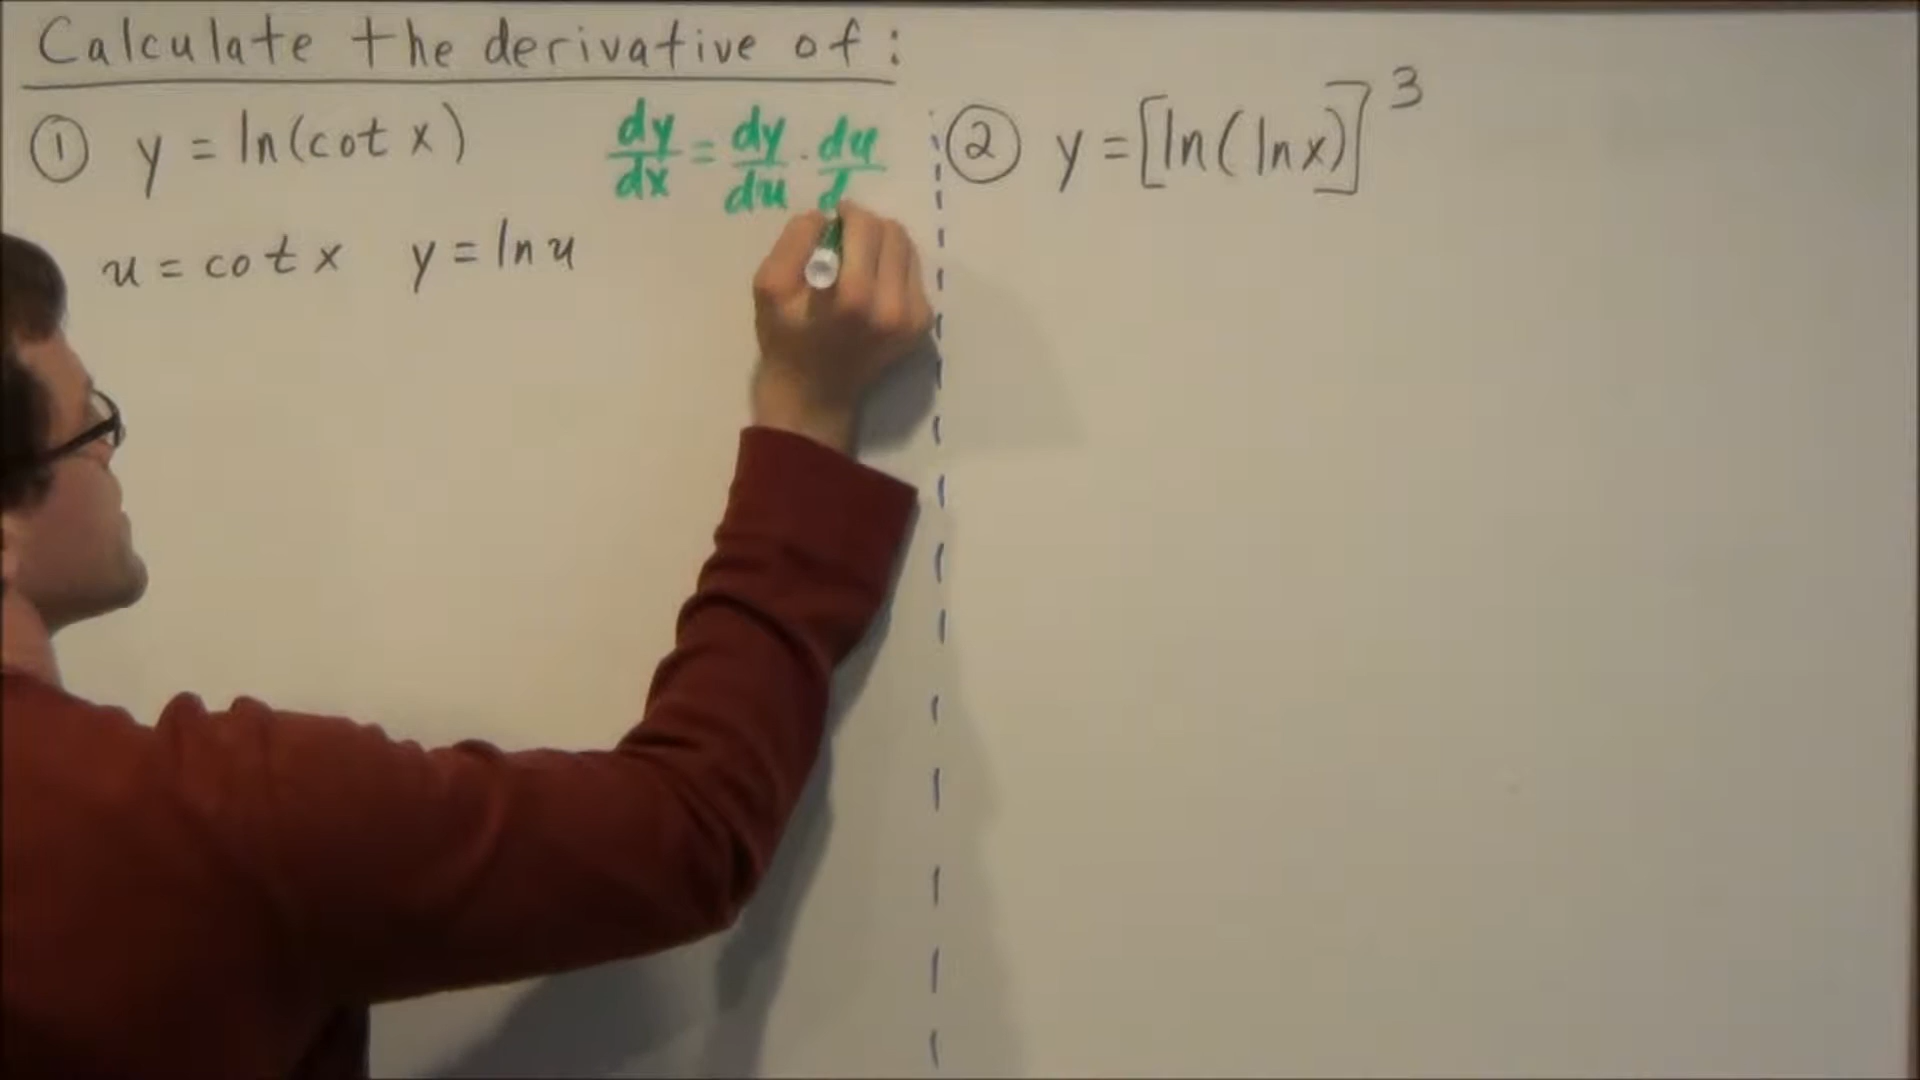 Calculate the derivative of:
① y = ln(cot x)
dy/dx = dy/du · du/d
u = cot x   y = ln u
② y = [ln(ln x)]³